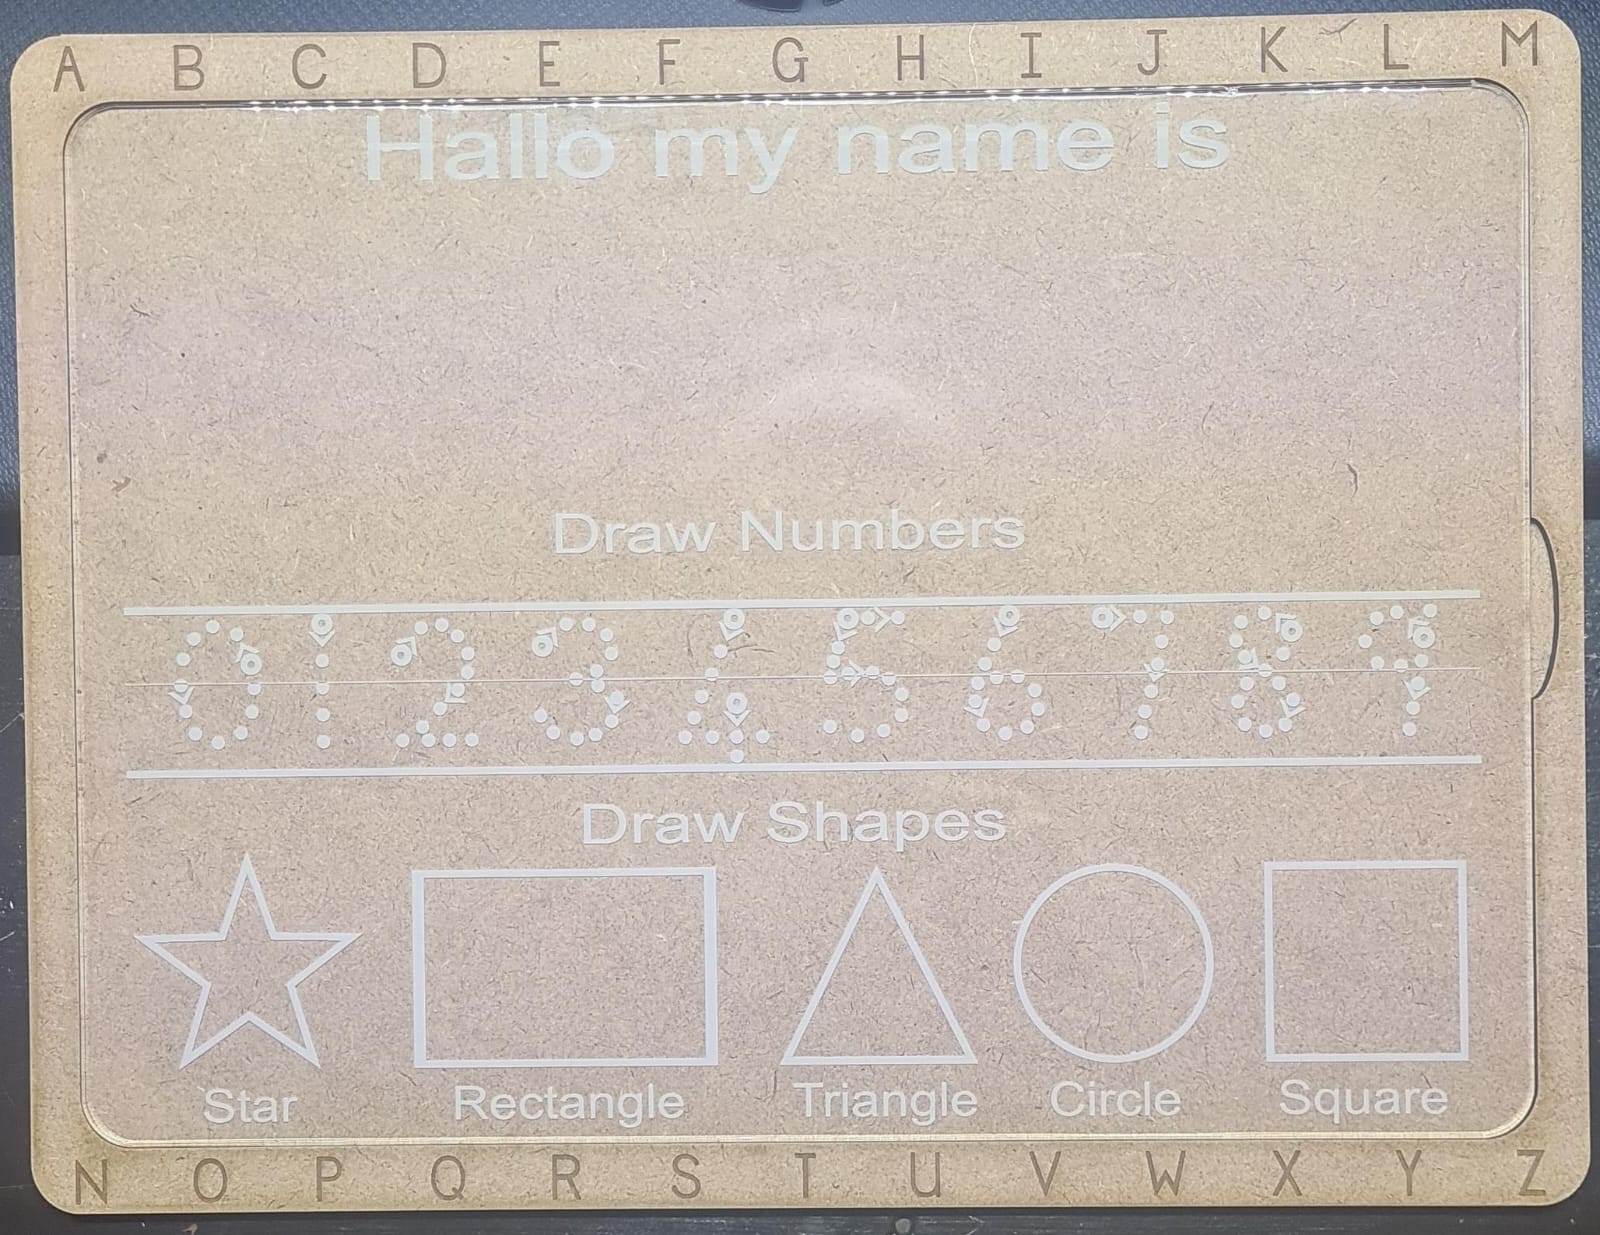 A B C D E F G H I J K L M
Hallo my name is
Draw Numbers
0 1 2 3 4 5 6 7 8 9
Draw Shapes
Star Rectangle Triangle Circle Square
N O P Q R S T U V W X Y Z